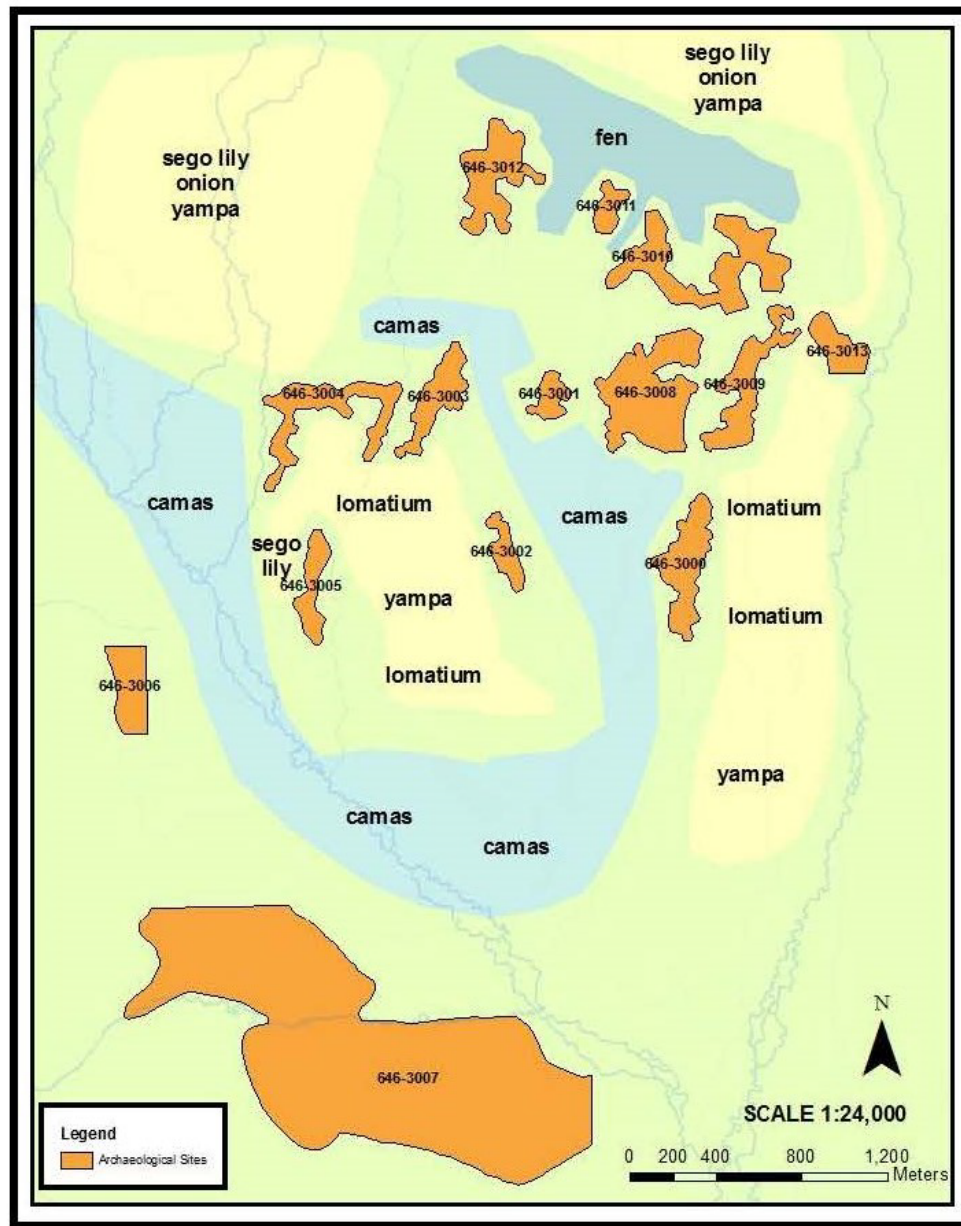 sego lily
onion
yampa
sego lily
onion
yampa
fen
646-3012
646-3011
646-3010
camas
646-3013
646-3004
646-3003
646-3001
646-3008
646-3009
camas
lomatium
camas
lomatium
sego
lily
646-3002
646-3000
646-3005
yampa
lomatium
lomatium
646-3006
yampa
camas
camas
646-3007
N
SCALE 1:24,000
Legend
Archaeological Sites
0 200 400 800 1,200
Meters